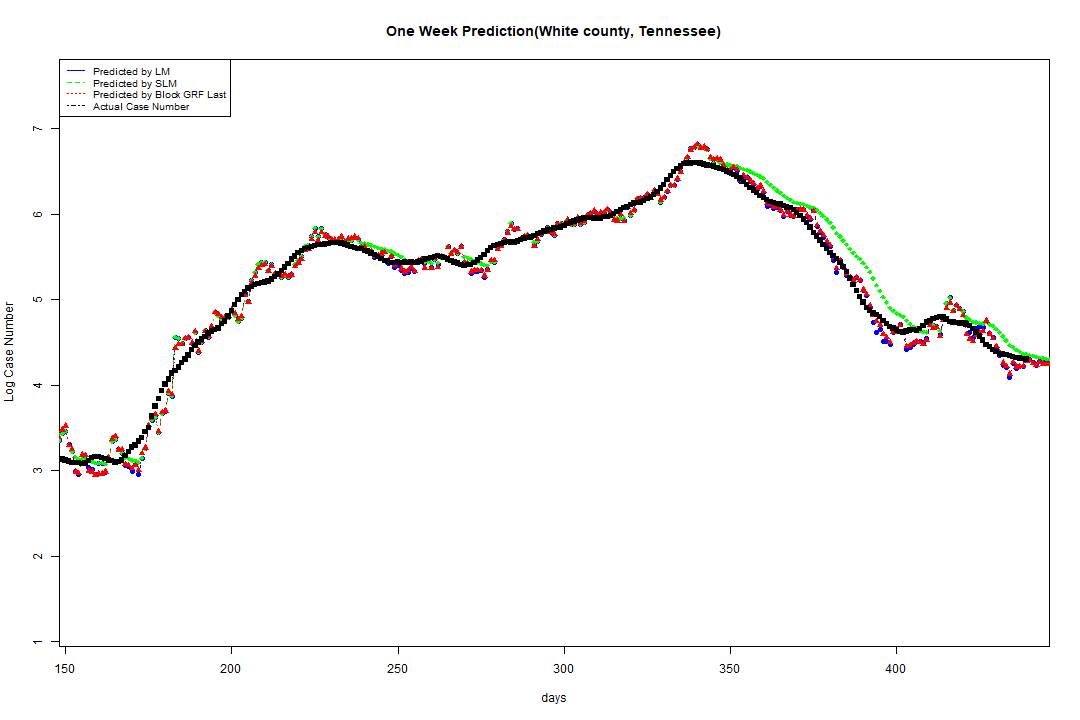 One Week Prediction(White county, Tennessee)
Predicted by LM
Predicted by SLM
Predicted by Block GRF Last
Actual Case Number
Log Case Number
7
6
5
4
3
2
1
150 200 250 300 350 400
days